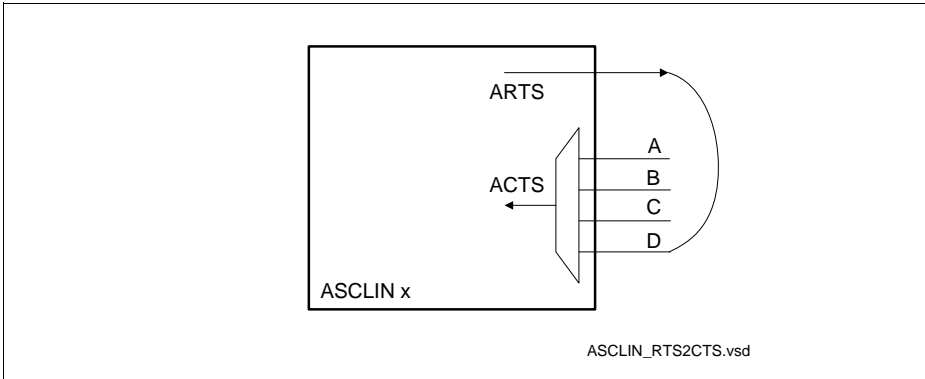 ARTS
A
ACTS
B
C
D
ASCLIN x
ASCLIN_RTS2CTS.vsd